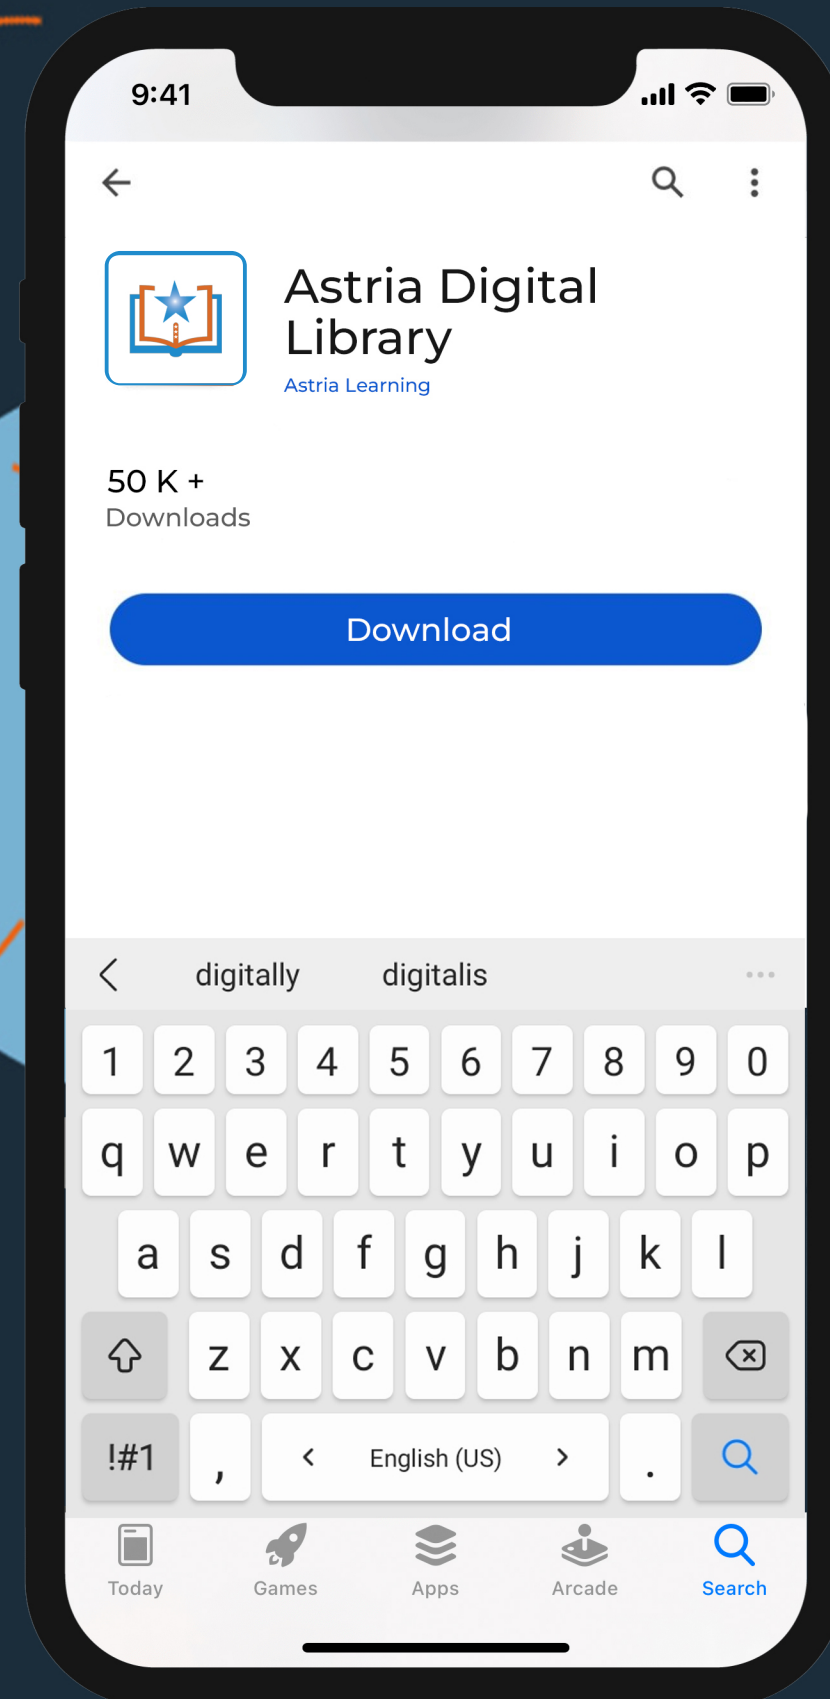 9:41
Astria Digital
Library
Astria Learning
50 K +
Downloads
Download
digitally digitalis
1 2 3 4 5 6 7 8 9 0
q w e r t y u i o p
a s d f g h j k l
z x c v b n m
!#1 , < English (US) > .
Today Games Apps Arcade Search